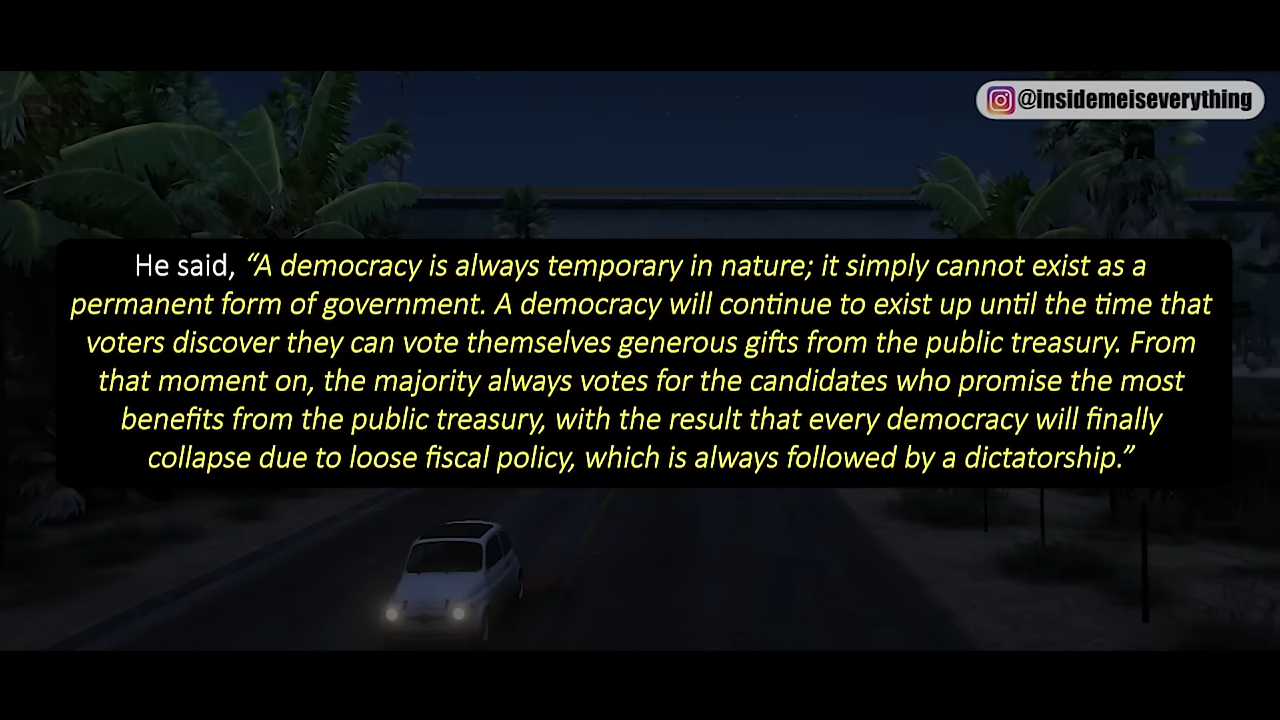 @insidemeiseverything
He said, “A democracy is always temporary in nature; it simply cannot exist as a
permanent form of government. A democracy will continue to exist up until the time that
voters discover they can vote themselves generous gifts from the public treasury. From
that moment on, the majority always votes for the candidates who promise the most
benefits from the public treasury, with the result that every democracy will finally
collapse due to loose fiscal policy, which is always followed by a dictatorship.”